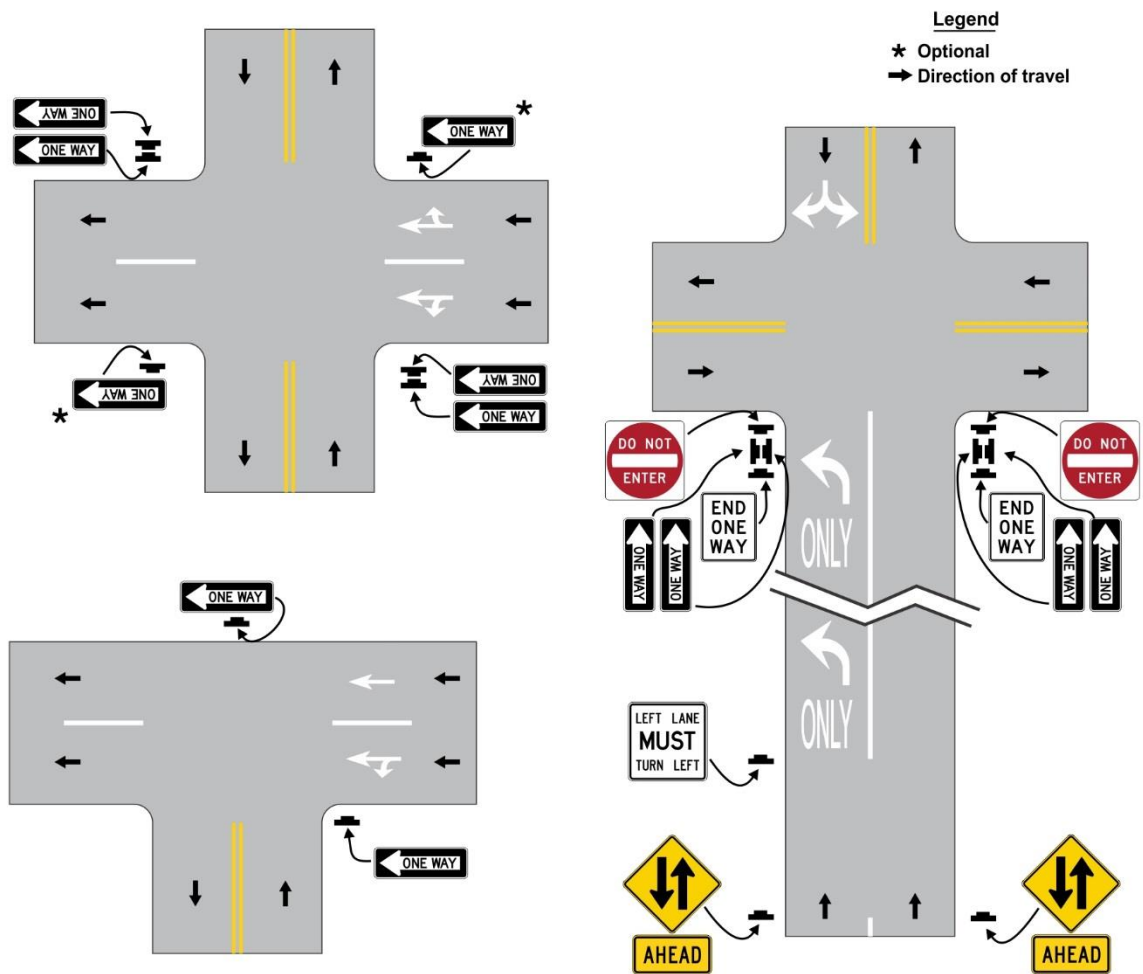 Legend
* Optional
Direction of travel
ONE WAY
ONE WAY
ONE WAY
*
ONE WAY
*
ONE WAY
ONE WAY
DO NOT
ENTER
END
ONE
WAY
ONE WAY
ONE WAY
ONLY
DO NOT
ENTER
END
ONE
WAY
ONE WAY
ONE WAY
ONE WAY
ONE WAY
ONLY
LEFT LANE
MUST
TURN LEFT
AHEAD
AHEAD